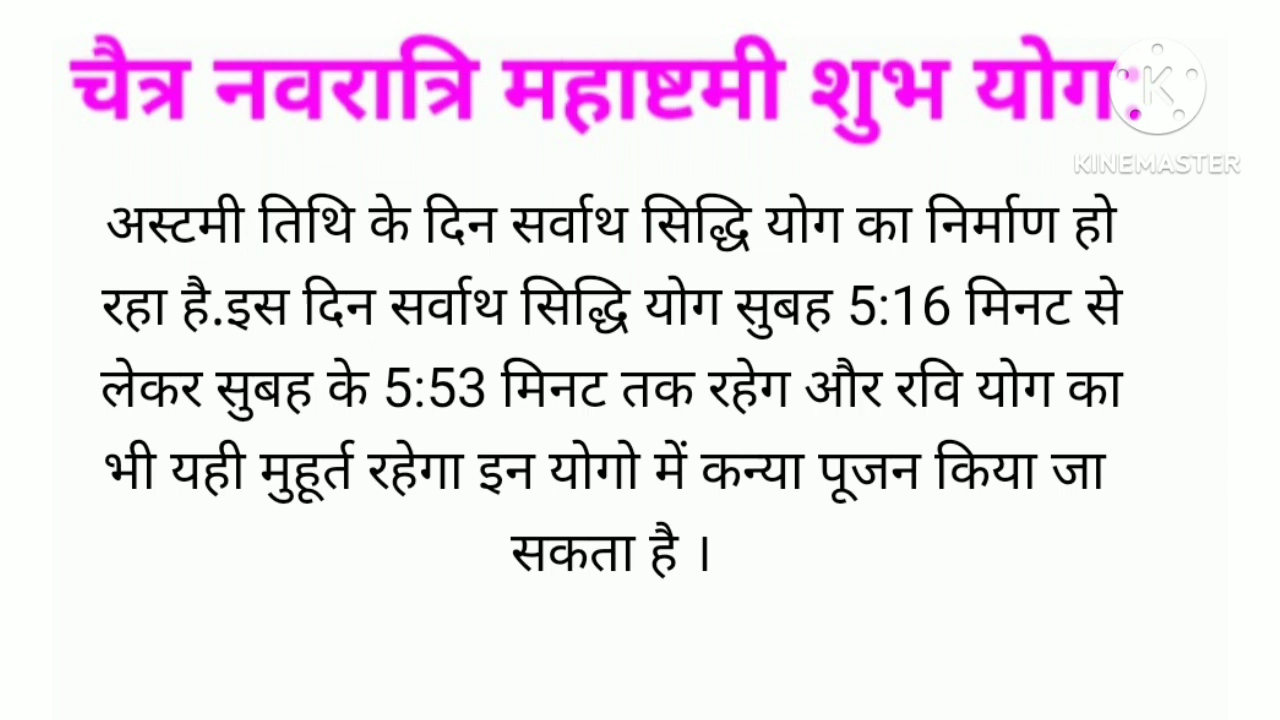 चैत्र नवरात्रि महाष्टमी शुभ योग:
KINEMASTER
अस्टमी तिथि के दिन सर्वाथ सिद्धि योग का निर्माण हो
रहा है.इस दिन सर्वाथ सिद्धि योग सुबह 5:16 मिनट से
लेकर सुबह के 5:53 मिनट तक रहेग और रवि योग का
भी यही मुहूर्त रहेगा इन योगो में कन्या पूजन किया जा
सकता है ।